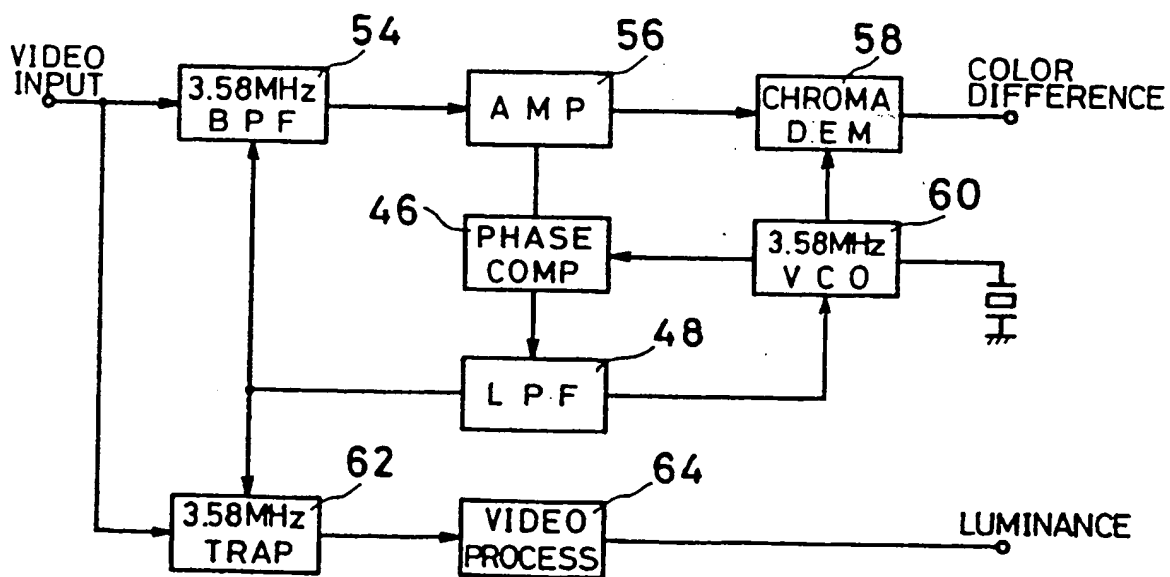 54
56
58
VIDEO
INPUT
3.58MHz
BPF
AMP
CHROMA
DEM
COLOR
DIFFERENCE
46
PHASE
COMP
60
3.58MHz
VCO
48
LPF
62
3.58MHz
TRAP
64
VIDEO
PROCESS
LUMINANCE